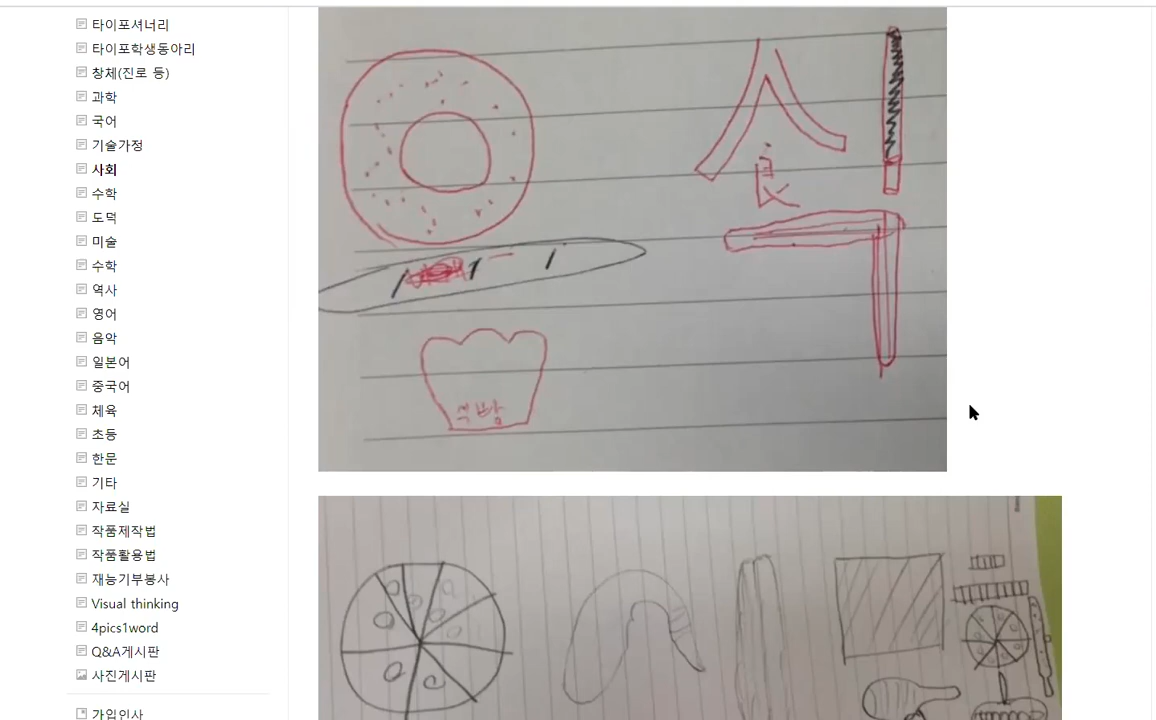 타이포셔너리
타이포학생동아리
창체(진로 등)
과학
국어
기술가정
사회
수학
도덕
미술
수학
역사
영어
음악
일본어
중국어
체육
초등
한문
기타
자료실
작품제작법
작품활용법
재능기부봉사
Visual thinking
4pics1word
Q&A게시판
사진게시판
가입인사